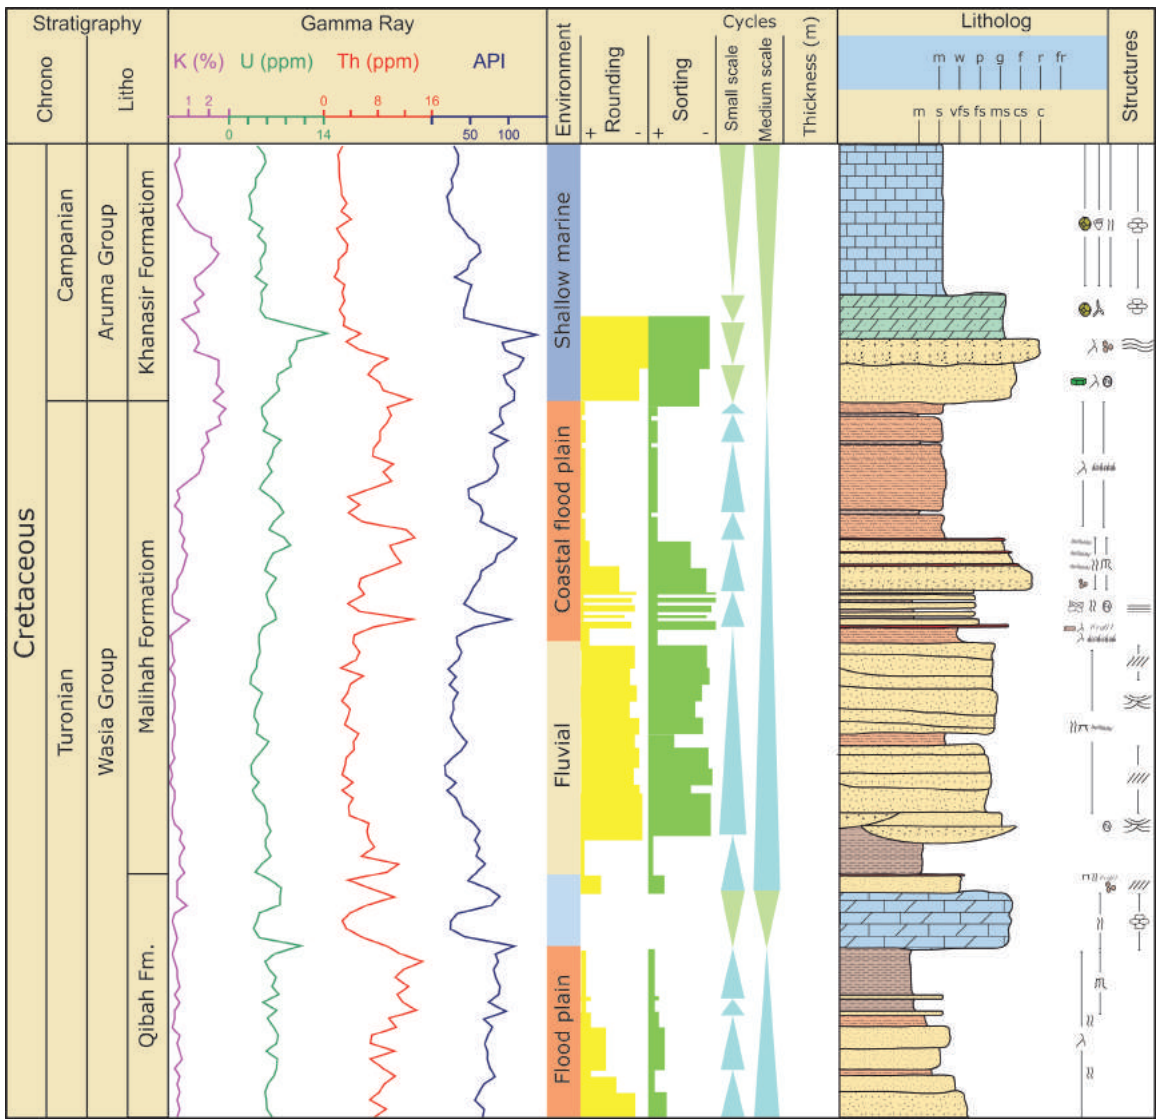 Stratigraphy
Gamma Ray
Cycles
Litholog
Chrono
Litho
K (%)
U (ppm)
Th (ppm)
API
Environment
Rounding
Sorting
Small scale
Medium scale
Thickness (m)
Structures
m w p g f r fr
1 2
0 8 16
0 14
50 100
+ -
+ -
m s vfs fs ms cs c
Cretaceous
Campanian
Aruma Group
Khanasir Formatiom
Shallow marine
Turonian
Wasia Group
Malihah Formatiom
Coastal flood plain
Fluvial
Qibah Fm.
Flood plain